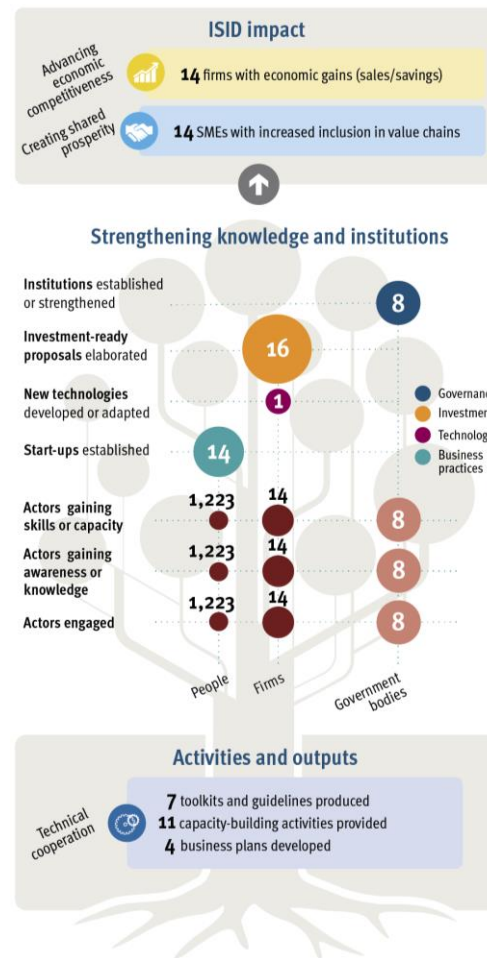 ISID impact
Advancing
economic
competitiveness
14 firms with economic gains (sales/savings)
Creating shared
prosperity
14 SMEs with increased inclusion in value chains
Strengthening knowledge and institutions
Institutions established
or strengthened
8
Investment-ready
proposals elaborated
16
New technologies
developed or adapted
1
Governanc
Investmen
Technolog
Business
practices
Start-ups established
14
Actors gaining
skills or capacity
1,223
14
8
Actors gaining
awareness or
knowledge
1,223
14
8
Actors engaged
1,223
14
8
People
Firms
Government
bodies
Activities and outputs
Technical
cooperation
7 toolkits and guidelines produced
11 capacity-building activities provided
4 business plans developed